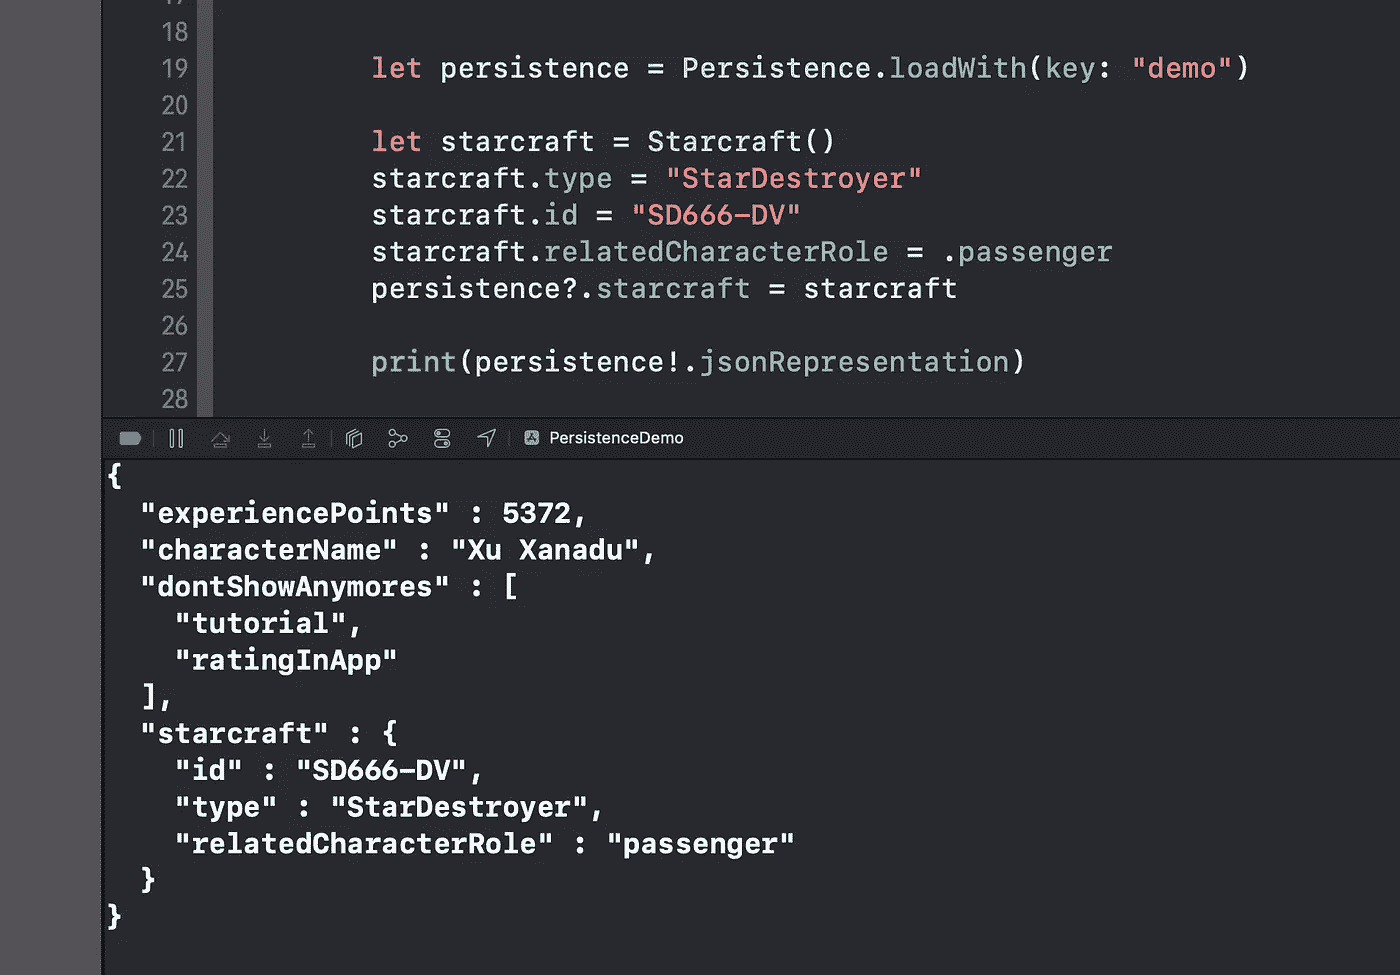 18
19 let persistence = Persistence.loadWith(key: "demo")
20
21 let starcraft = Starcraft()
22 starcraft.type = "StarDestroyer"
23 starcraft.id = "SD666-DV"
24 starcraft.relatedCharacterRole = .passenger
25 persistence?.starcraft = starcraft
26
27 print(persistence!.jsonRepresentation)
28
PersistenceDemo
{
"experiencePoints" : 5372,
"characterName" : "Xu Xanadu",
"dontShowAnymores" : [
"tutorial",
"ratingInApp"
],
"starcraft" : {
"id" : "SD666-DV",
"type" : "StarDestroyer",
"relatedCharacterRole" : "passenger"
}
}